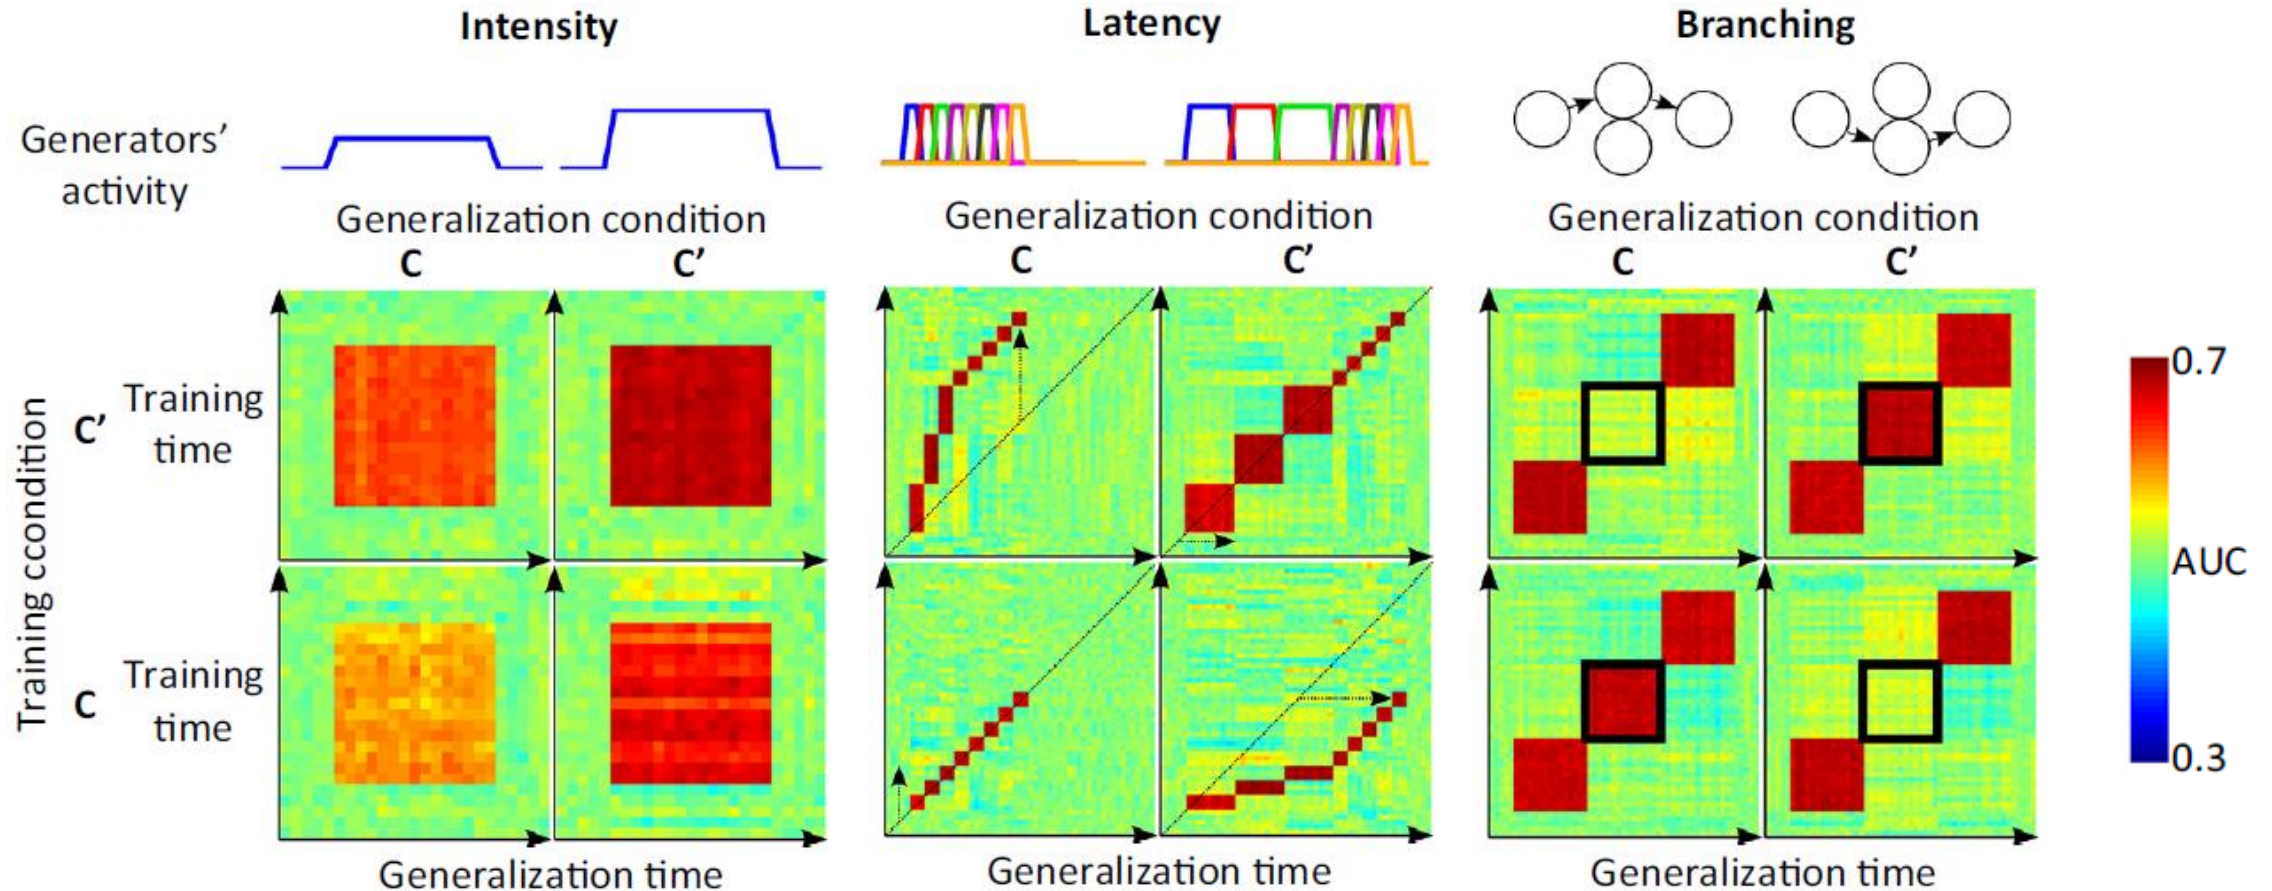 Intensity
Latency
Branching
Generators’
activity
Generalization condition
Generalization condition
Generalization condition
C
C’
C
C’
C
C’
Training ccondition
C’
Training
time
C
Training
time
0.7
AUC
0.3
Generalization time
Generalization time
Generalization time